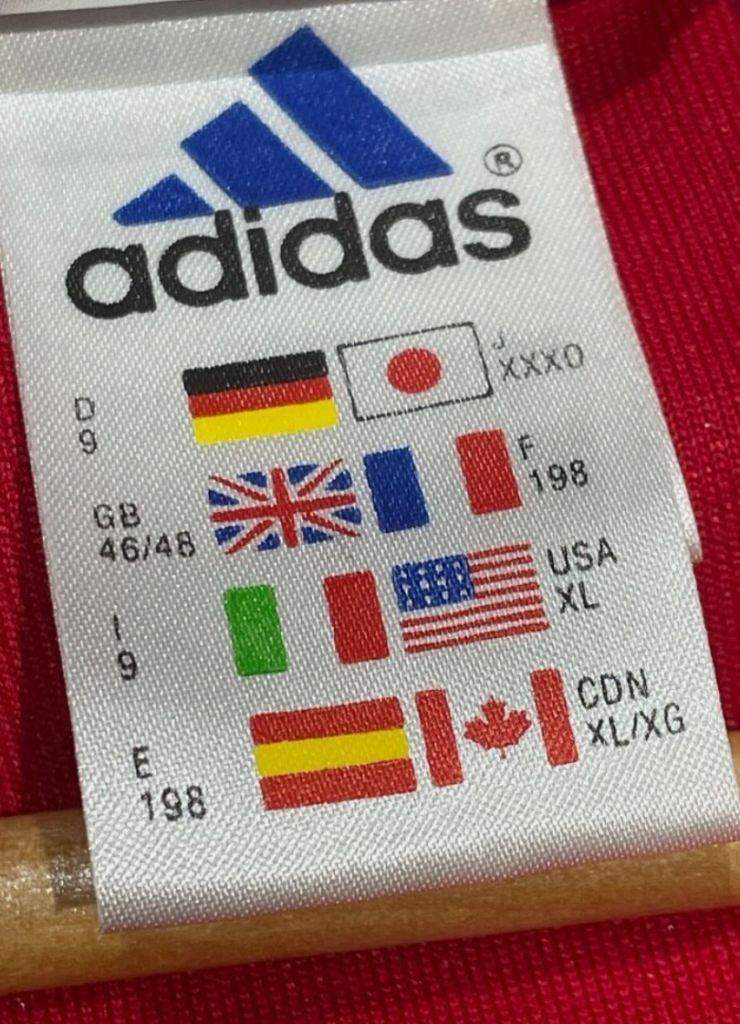 adidas®
D
9
J
XXXO
GB
46/48
F
198
I
9
USA
XL
E
198
CDN
XL/XG